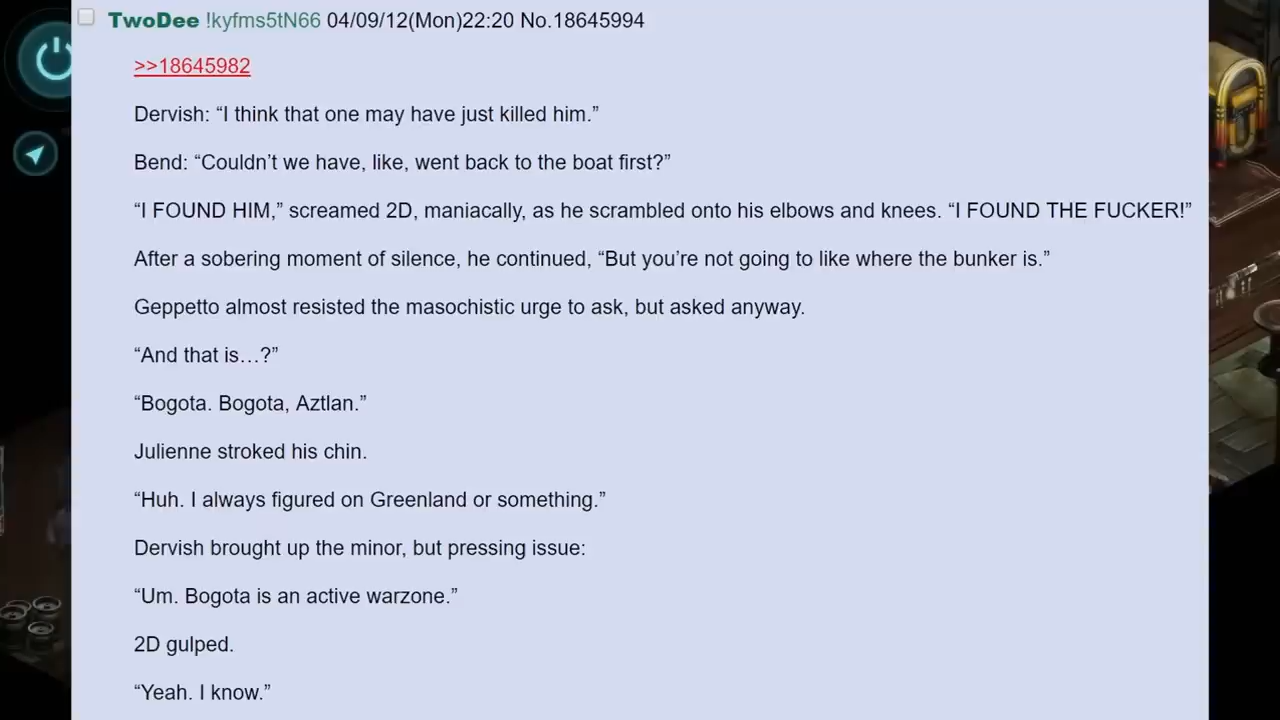 TwoDee !kyfms5tN66 04/09/12(Mon)22:20 No.18645994
>>18645982
Dervish: “I think that one may have just killed him.”
Bend: “Couldn’t we have, like, went back to the boat first?”
“I FOUND HIM,” screamed 2D, maniacally, as he scrambled onto his elbows and knees. “I FOUND THE FUCKER!”
After a sobering moment of silence, he continued, “But you’re not going to like where the bunker is.”
Geppetto almost resisted the masochistic urge to ask, but asked anyway.
“And that is…?”
“Bogota. Bogota, Aztlan.”
Julienne stroked his chin.
“Huh. I always figured on Greenland or something.”
Dervish brought up the minor, but pressing issue:
“Um. Bogota is an active warzone.”
2D gulped.
“Yeah. I know.”